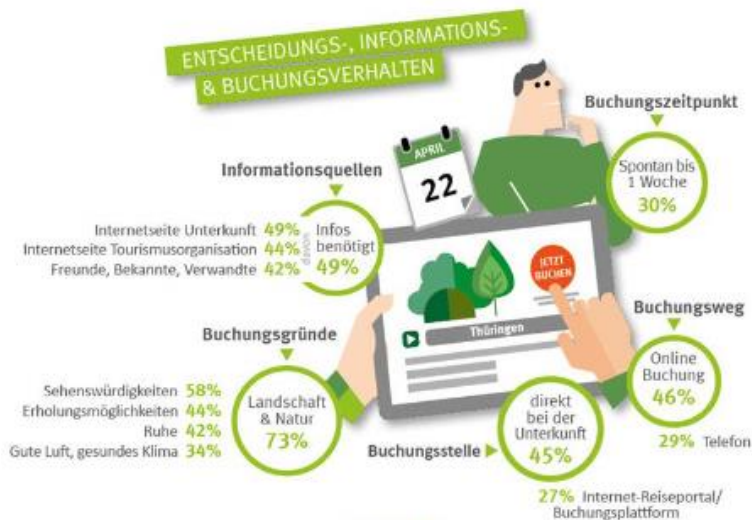 ENTSCHEIDUNGS-, INFORMATIONS-
& BUCHUNGSVERHALTEN
Buchungszeitpunkt
Spontan bis
1 Woche
30%
APRIL
22
Informationsquellen
Internetseite Unterkunft 49%
Internetseite Tourismusorganisation 44%
Freunde, Bekannte, Verwandte 42%
davon
Infos
benötigt
49%
JETZT
BUCHEN
Thüringen
Buchungsweg
Online
Buchung
46%
29% Telefon
Buchungsgründe
Sehenswürdigkeiten 58%
Erholungsmöglichkeiten 44%
Ruhe 42%
Gute Luft, gesundes Klima 34%
Landschaft
& Natur
73%
Buchungsstelle
direkt
bei der
Unterkunft
45%
27% Internet-Reiseportal/
Buchungsplattform